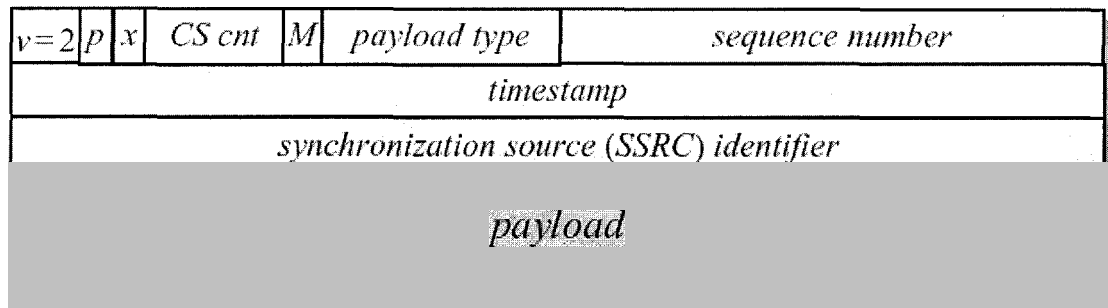 v=2 p x CS cnt M payload type sequence number
timestamp
synchronization source (SSRC) identifier
payload